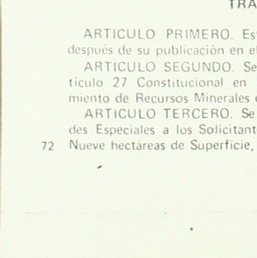 TRA
ARTICULO PRIMERO. Es
después de su publicación en e
ARTICULO SEGUNDO. Se
tículo 27 Constitucional en
miento de Recursos Minerales
ARTICULO TERCERO. Se
des Especiales a los Solicitant
72 Nueve hectáreas de Superficie,